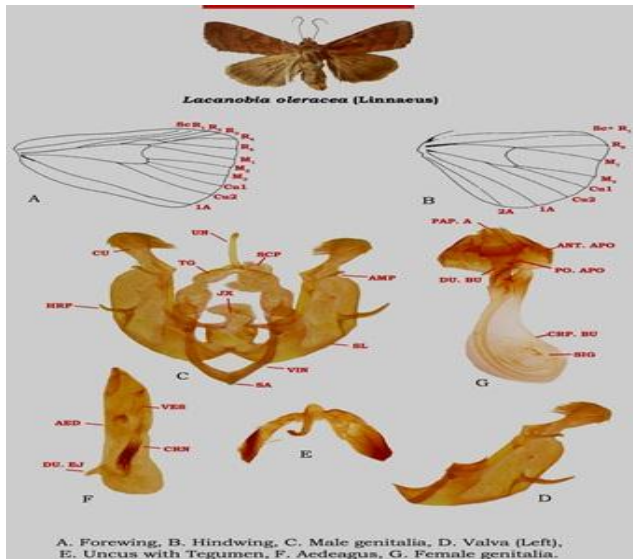 Lacanobia oleracea (Linnaeus)
Sc R₁ R₂ R₃ R₄
R₅
M₁
M₂
M₃
Cu1
Cu2
1A
A
Sc+ R₁
Rs
M₁
M₂
M₃
Cu1
Cu2
1A
2A
B
UN
CU
TG
SCP
AMP
HRP
JX
SL
VIN
SA
C
PAP. A
ANT. APO
DU. BU
PO. APO
CRP. BU
SIG
G
VES
AED
CRN
DU. EJ
F
E
D
A. Forewing, B. Hindwing, C. Male genitalia, D. Valva (Left),
E. Uncus with Tegumen, F. Aedeagus, G. Female genitalia.